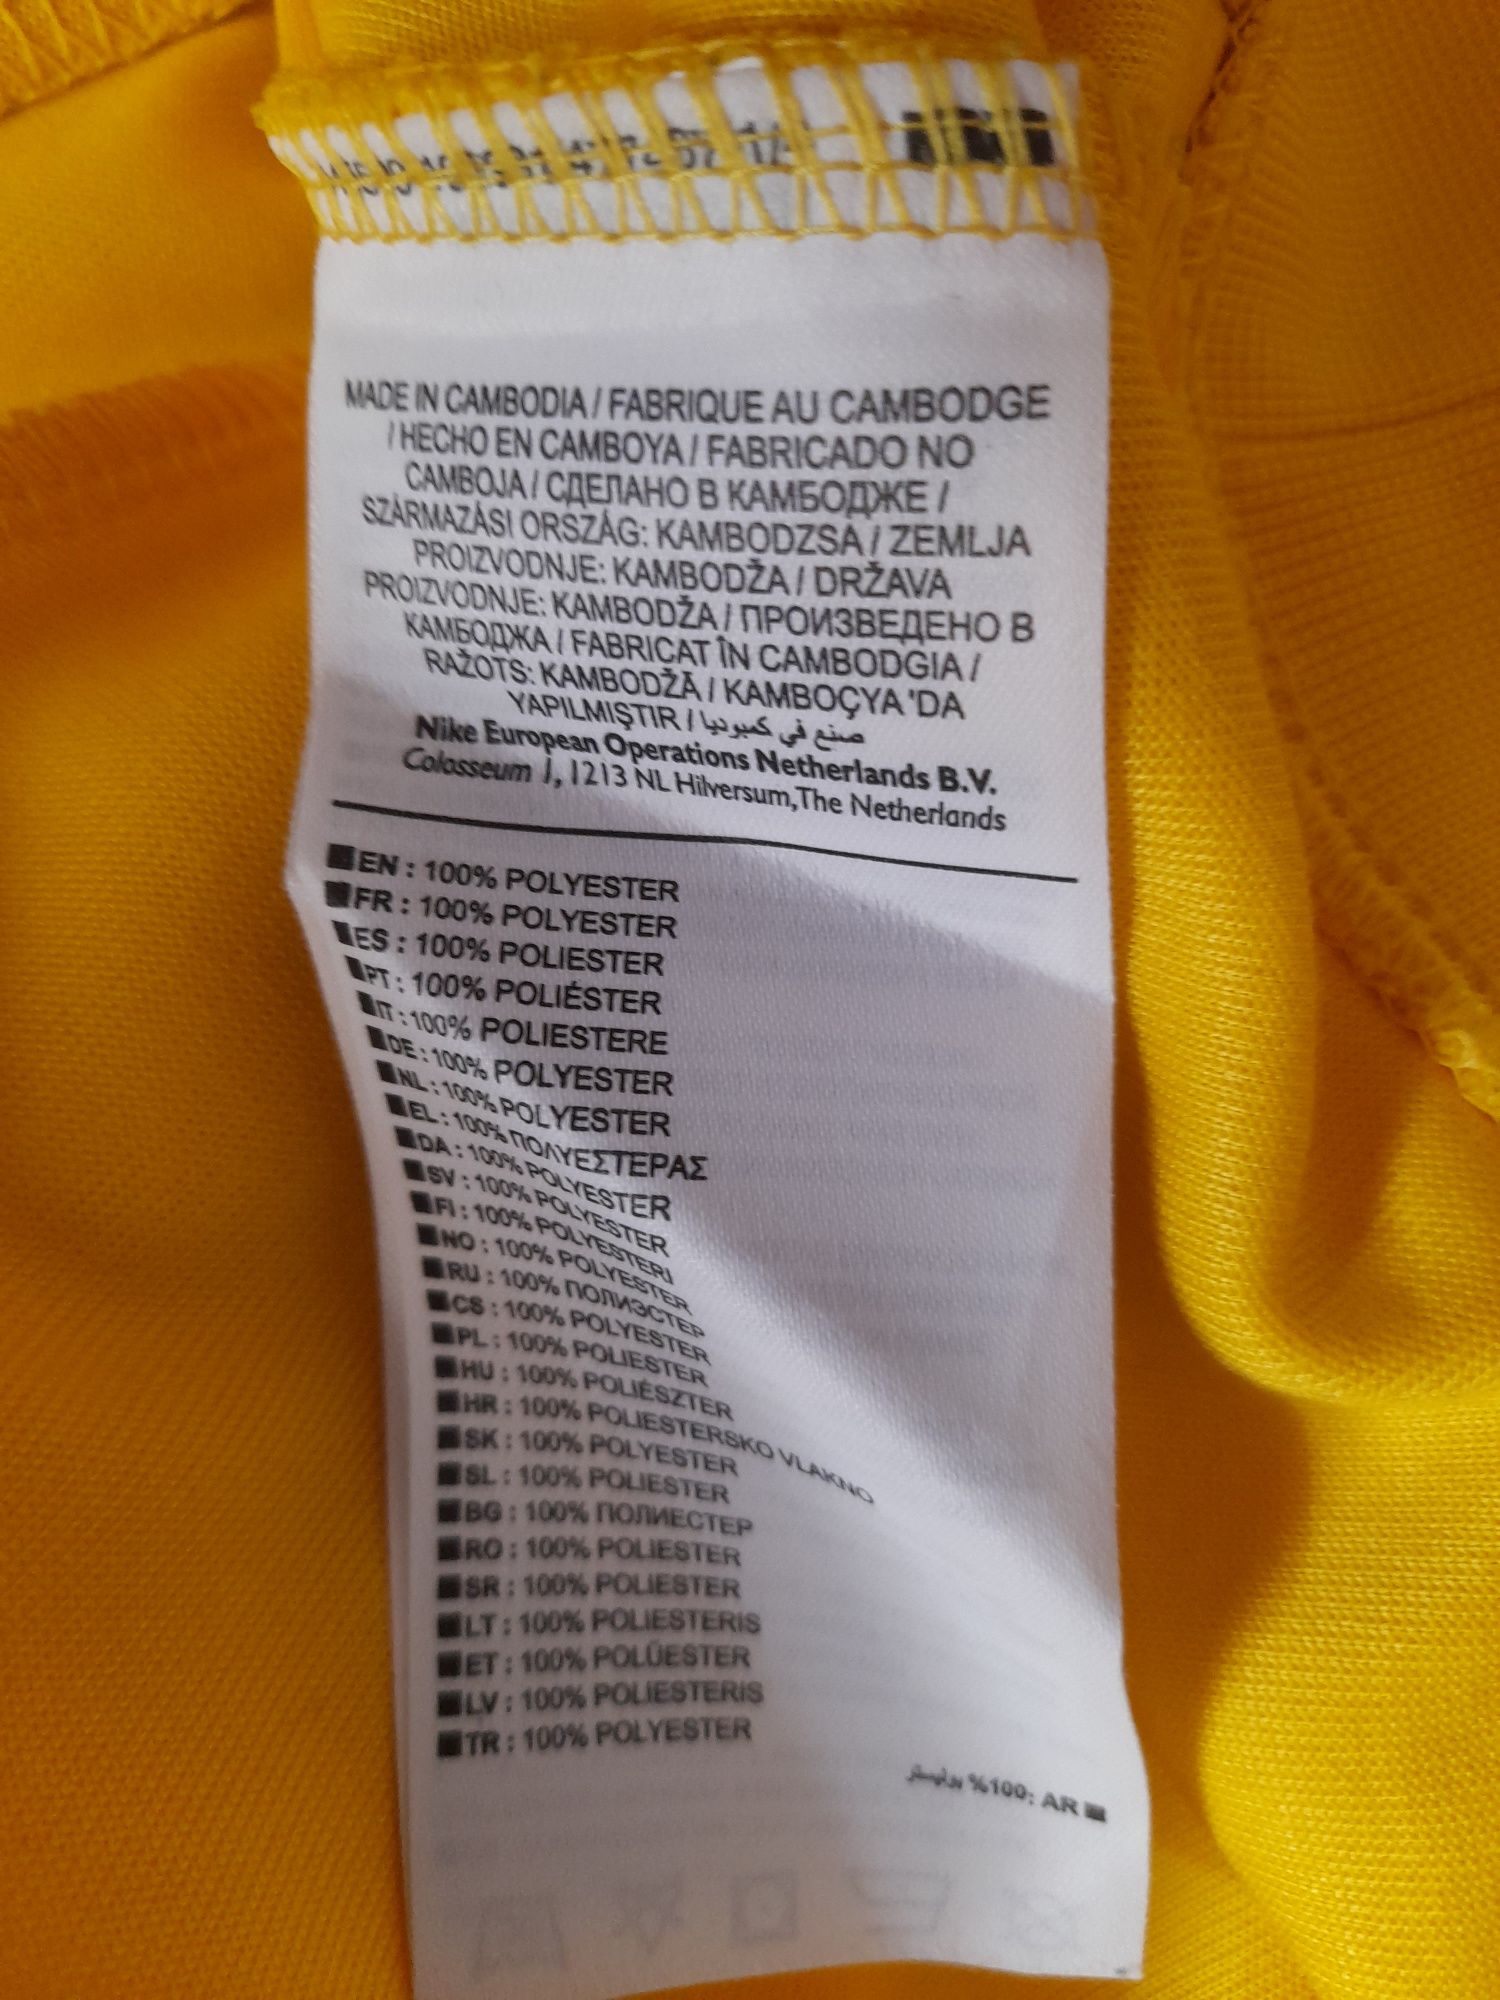 MADE IN CAMBODIA / FABRIQUE AU CAMBODGE
/ HECHO EN CAMBOYA / FABRICADO NO
CAMBOJA / СДЕЛАНО В КАМБОДЖЕ /
SZÁRMAZÁSI ORSZÁG: KAMBODZSA / ZEMLJA
PROIZVODNJE: KAMBODŽA / DRŽAVA
PROIZVODNJE: KAMBODŽA / ПРОИЗВЕДЕНО В
КАМБОДЖА / FABRICAT ÎN CAMBODGIA /
RAŽOTS: KAMBODŽĀ / KAMBOÇYA 'DA
YAPILMIŞTIR / صنع في كمبوديا
Nike European Operations Netherlands B.V.
Colosseum 1, 1213 NL Hilversum, The Netherlands
EN : 100% POLYESTER
FR : 100% POLYESTER
ES : 100% POLIESTER
PT : 100% POLIÉSTER
IT : 100% POLIESTERE
DE : 100% POLYESTER
NL : 100% POLYESTER
EL : 100% ΠΟΛΥΕΣΤΕΡΑΣ
DA : 100% POLYESTER
SV : 100% POLYESTER
FI : 100% POLYESTERI
NO : 100% POLYESTER
RU : 100% ПОЛИЭСТЕР
CS : 100% POLYESTER
PL : 100% POLIESTER
HU : 100% POLIÉSZTER
HR : 100% POLIESTERSKO VLAKNO
SK : 100% POLYESTER
SL : 100% POLIESTER
BG : 100% ПОЛИЕСТЕР
RO : 100% POLIESTER
SR : 100% POLIESTER
LT : 100% POLIESTERIS
ET : 100% POLÜESTER
LV : 100% POLIESTERIS
TR : 100% POLYESTER
AR :100% بوليستر